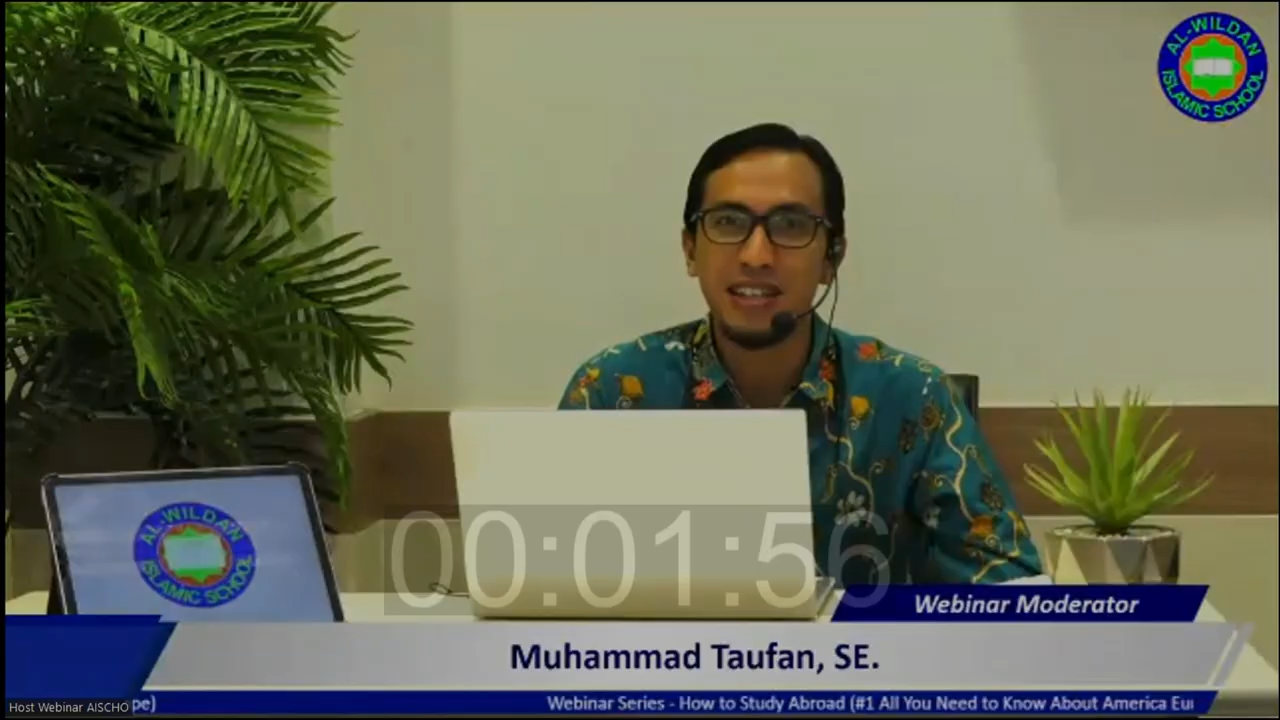 AL-WILDAN
ISLAMIC SCHOOL
AL-WILDAN
ISLAMIC SCHOOL
00:01:56
Webinar Moderator
Muhammad Taufan, SE.
Host Webinar AISCHO
pe)
Webinar Series - How to Study Abroad (#1 All You Need to Know About America Eur